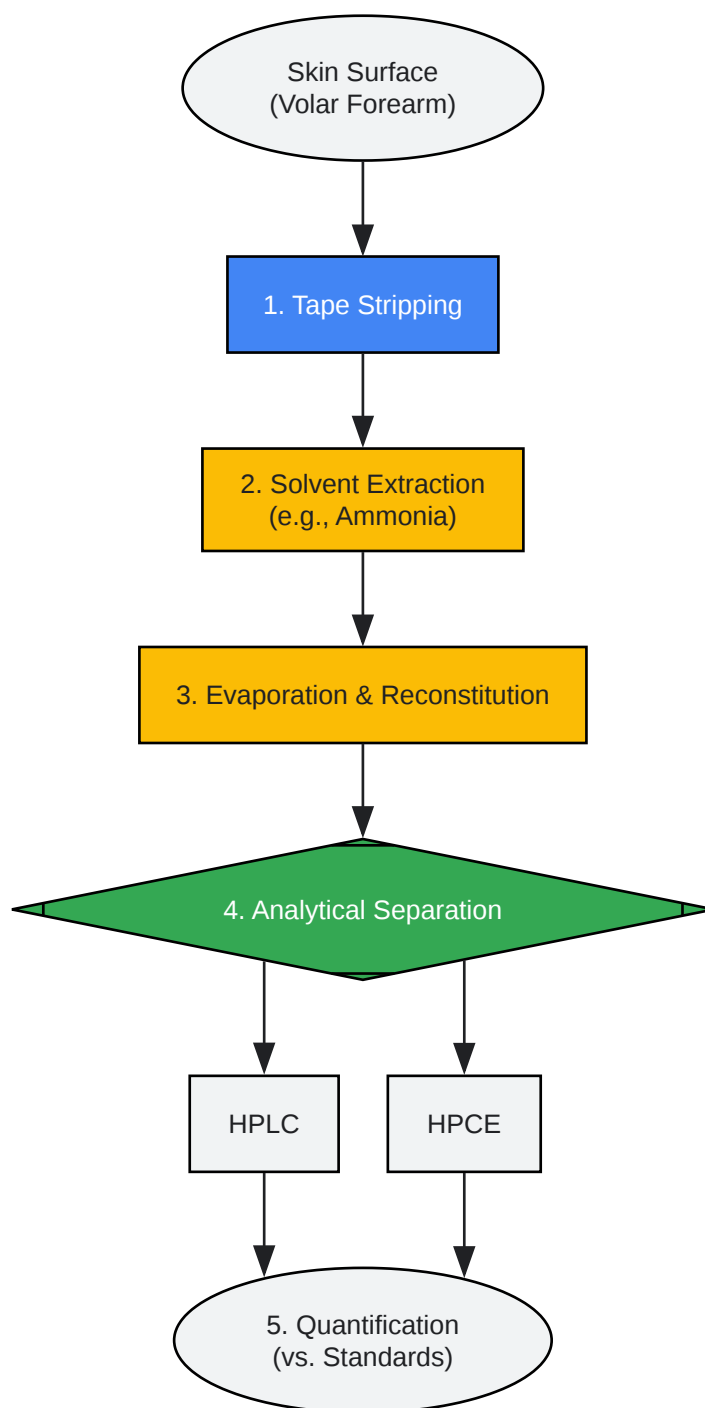 Skin Surface
(Volar Forearm)
1. Tape Stripping
2. Solvent Extraction
(e.g., Ammonia)
3. Evaporation & Reconstitution
4. Analytical Separation
HPLC
HPCE
5. Quantification
(vs. Standards)